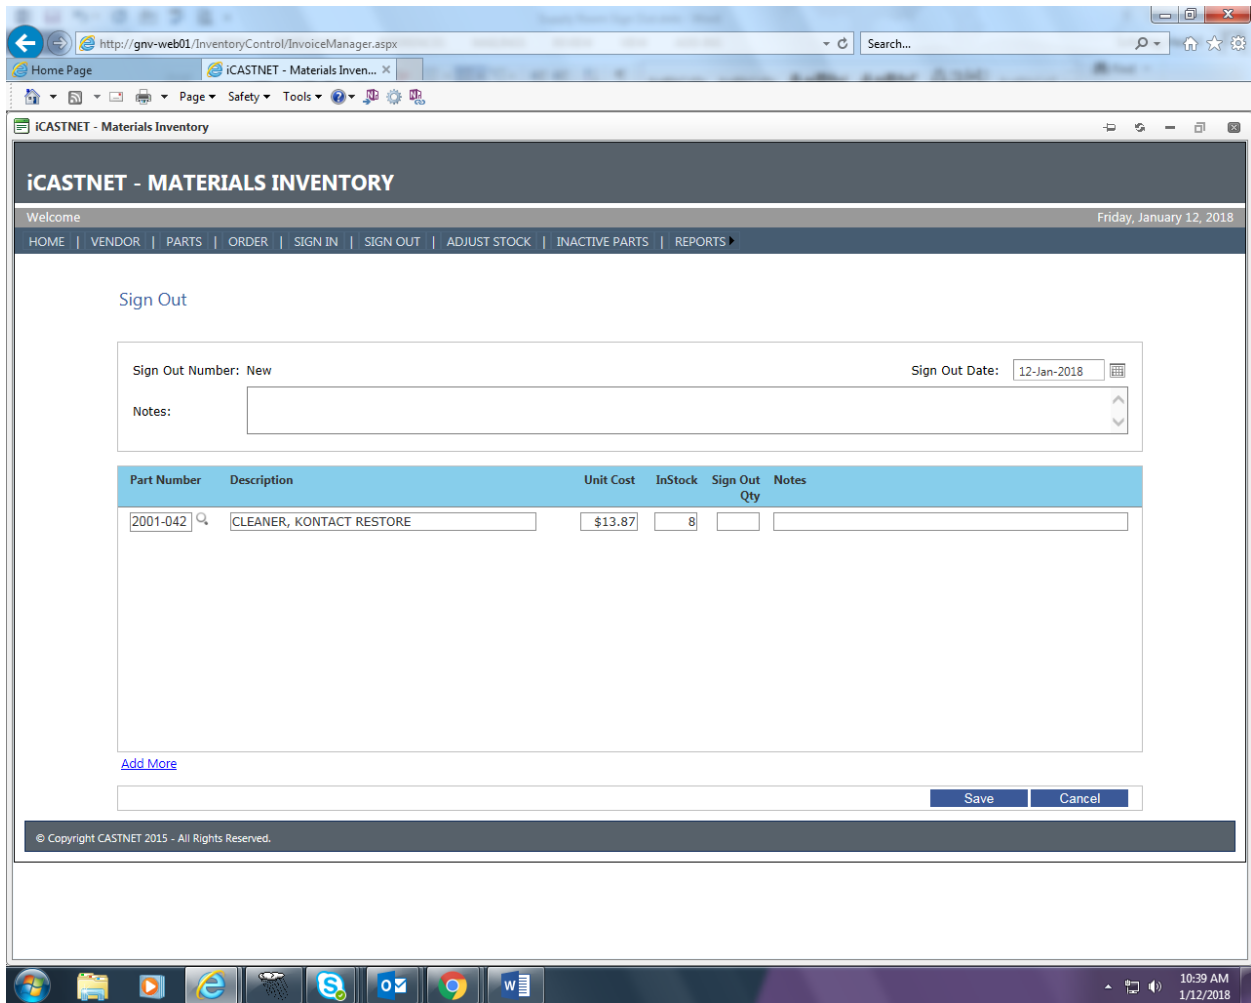 http://gnv-web01/InventoryControl/InvoiceManager.aspx Search...
Home Page iCASTNET - Materials Inven...
Page Safety Tools
iCASTNET - Materials Inventory
iCASTNET - MATERIALS INVENTORY
Welcome Friday, January 12, 2018
HOME | VENDOR | PARTS | ORDER | SIGN IN | SIGN OUT | ADJUST STOCK | INACTIVE PARTS | REPORTS
Sign Out
Sign Out Number: New Sign Out Date: 12-Jan-2018
Notes:
Part Number Description Unit Cost InStock Sign Out Notes
Qty
2001-042 CLEANER, KONTACT RESTORE $13.87 8
Add More
Save Cancel
© Copyright CASTNET 2015 - All Rights Reserved.
10:39 AM
1/12/2018